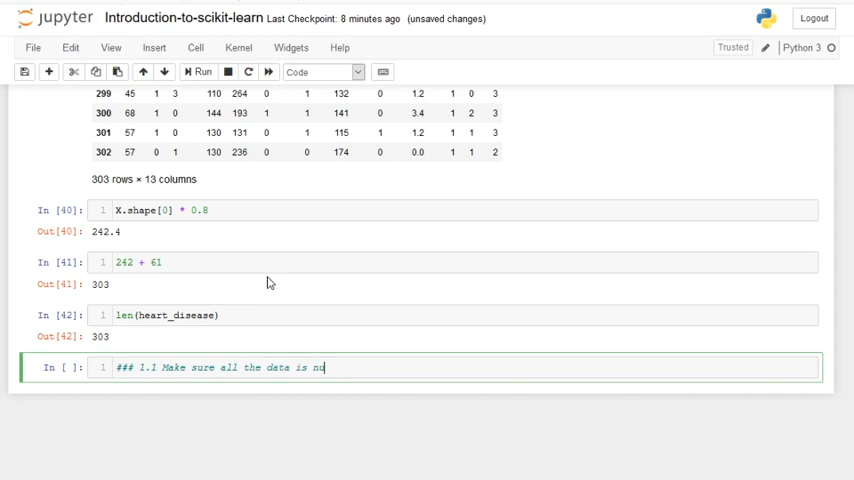 jupyter Introduction-to-scikit-learn Last Checkpoint: 8 minutes ago (unsaved changes) Logout
File Edit View Insert Cell Kernel Widgets Help Trusted Python 3
Run Code
299 45 1 3 110 264 0 1 132 0 1.2 1 0 3
300 68 1 0 144 193 1 1 141 0 3.4 1 2 3
301 57 1 0 130 131 0 1 115 1 1.2 1 1 3
302 57 0 1 130 236 0 0 174 0 0.0 1 1 2
303 rows × 13 columns
In [40]: 1 X.shape[0] * 0.8
Out[40]: 242.4
In [41]: 1 242 + 61
Out[41]: 303
In [42]: 1 len(heart_disease)
Out[42]: 303
In [ ]: 1 ### 1.1 Make sure all the data is nu